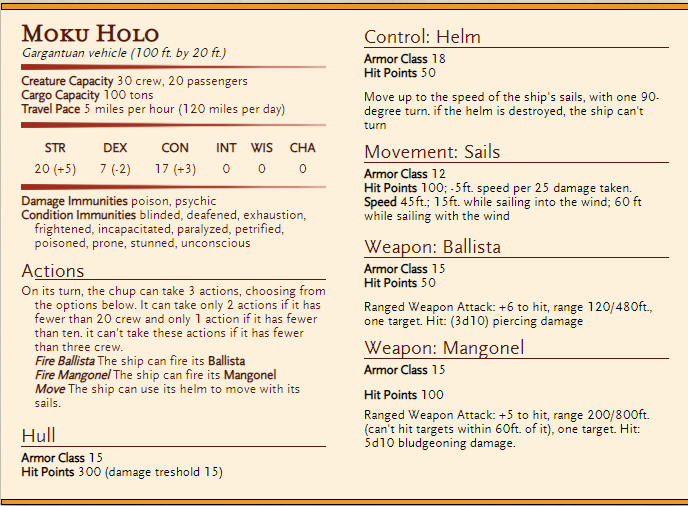 Moku Holo
Gargantuan vehicle (100 ft. by 20 ft.)
Creature Capacity 30 crew, 20 passengers
Cargo Capacity 100 tons
Travel Pace 5 miles per hour (120 miles per day)
STR DEX CON INT WIS CHA
20 (+5) 7 (-2) 17 (+3) 0 0 0
Damage Immunities poison, psychic
Condition Immunities blinded, deafened, exhaustion,
frightened, incapacitated, paralyzed, petrified,
poisoned, prone, stunned, unconscious
Actions
On its turn, the chup can take 3 actions, choosing from
the options below. It can take only 2 actions if it has
fewer than 20 crew and only 1 action if it has fewer
than ten. it can't take these actions if it has fewer
than three crew.
Fire Ballista The ship can fire its Ballista
Fire Mangonel The ship can fire its Mangonel
Move The ship can use its helm to move with its
sails.
Hull
Armor Class 15
Hit Points 300 (damage treshold 15)
Control: Helm
Armor Class 18
Hit Points 50
Move up to the speed of the ship's sails, with one 90-
degree turn. if the helm is destroyed, the ship can't
turn
Movement: Sails
Armor Class 12
Hit Points 100; -5ft. speed per 25 damage taken.
Speed 45ft.; 15ft. while sailing into the wind; 60 ft
while sailing with the wind
Weapon: Ballista
Armor Class 15
Hit Points 50
Ranged Weapon Attack: +6 to hit, range 120/480ft.,
one target. Hit: (3d10) piercing damage
Weapon: Mangonel
Armor Class 15
Hit Points 100
Ranged Weapon Attack: +5 to hit, range 200/800ft.
(can't hit targets within 60ft. of it), one target. Hit:
5d10 bludgeoning damage.